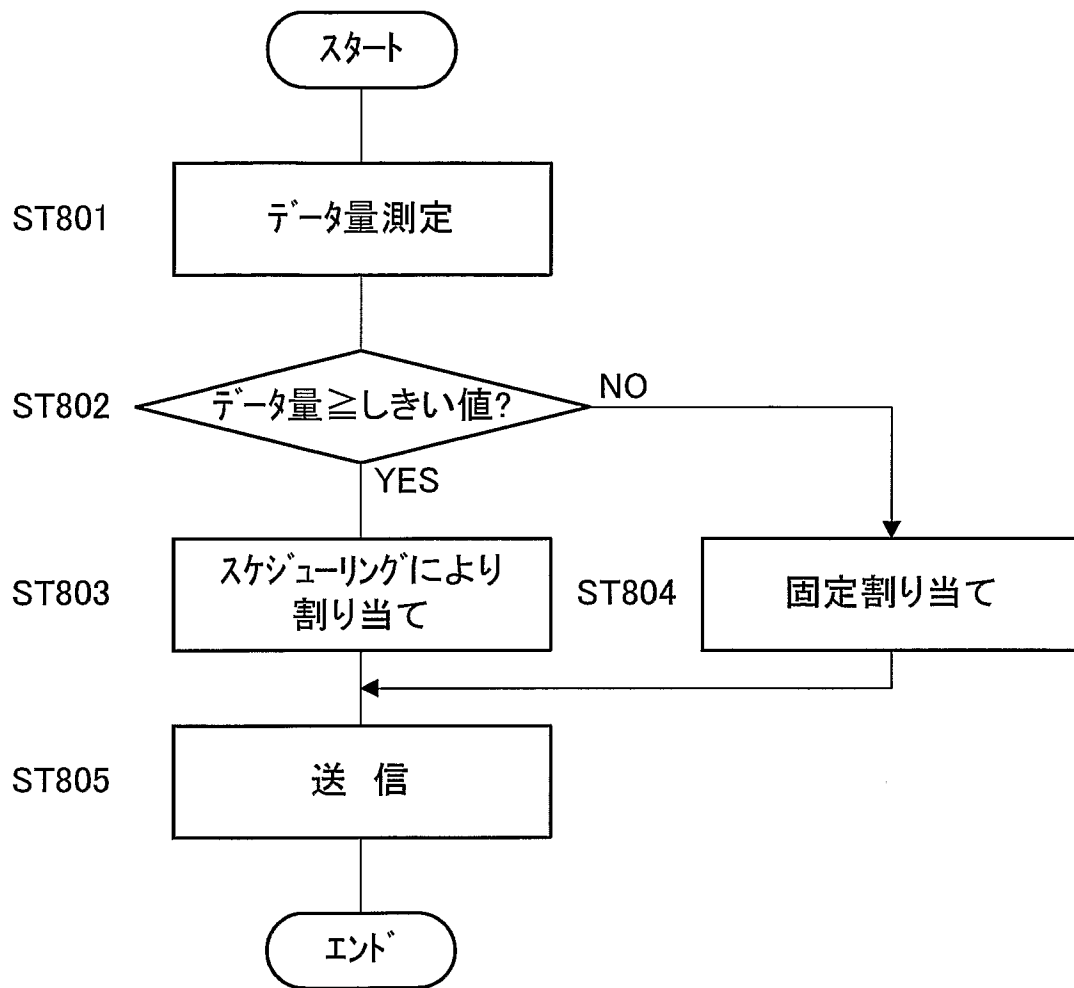 スタート
ST801
データ量測定
ST802
データ量≧しきい値?
NO
YES
ST803
スケジューリングにより
割り当て
ST804
固定割り当て
ST805
送 信
エンド